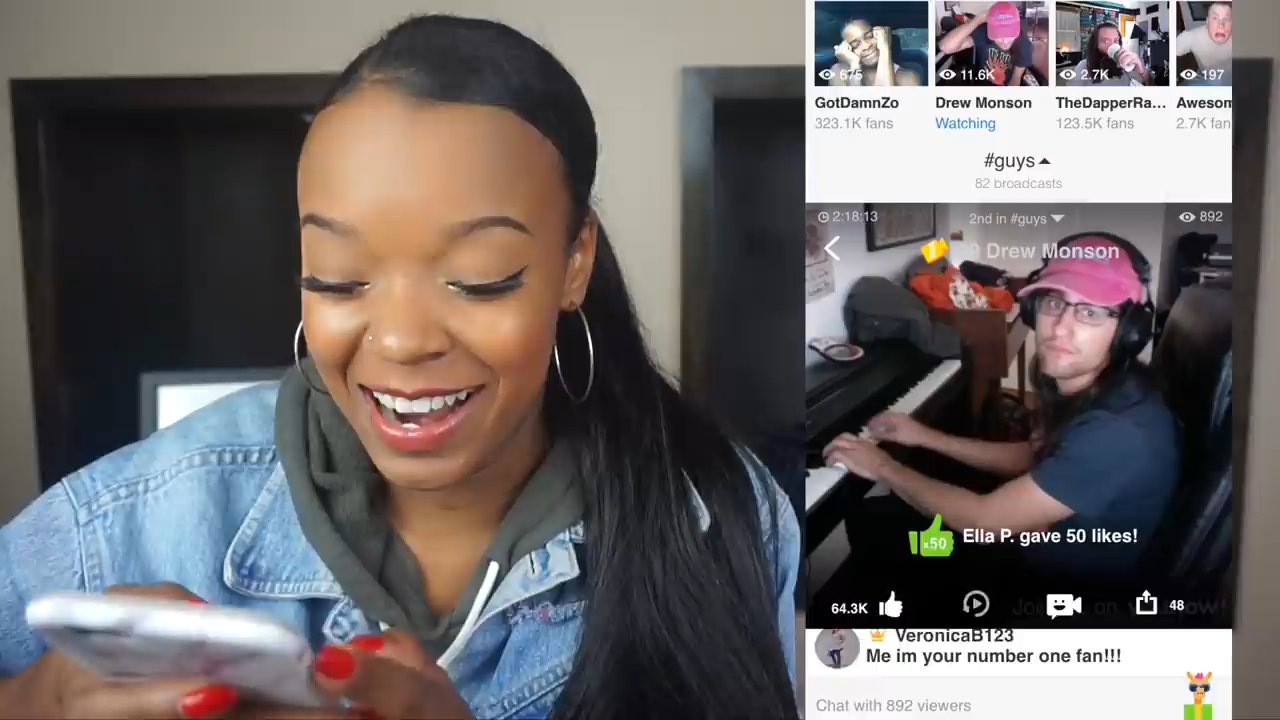 675
11.6K
2.7K
197
GotDamnZo
Drew Monson
TheDapperRa...
Awesom
323.1K fans
Watching
123.5K fans
2.7K fan
#guys
82 broadcasts
2:18:13
2nd in #guys
892
Drew Monson
x50
Ella P. gave 50 likes!
64.3K
48
VeronicaB123
Me im your number one fan!!!
Chat with 892 viewers